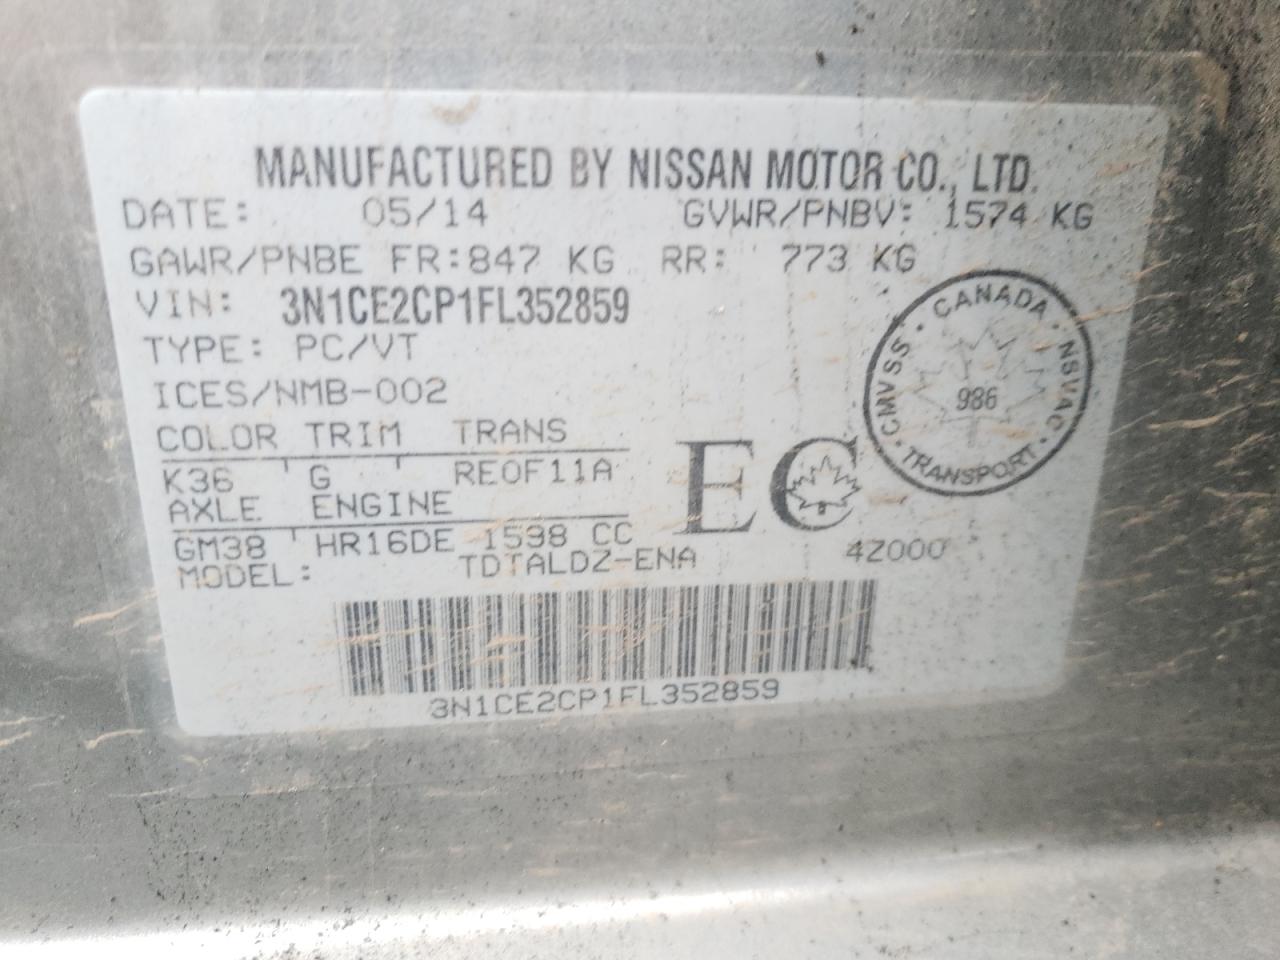 MANUFACTURED BY NISSAN MOTOR CO., LTD.
DATE: 05/14 GVWR/PNBV: 1574 KG
GAWR/PNBE FR:847 KG RR: 773 KG
VIN: 3N1CE2CP1FL352859
TYPE: PC/VT
ICES/NMB-002
COLOR TRIM TRANS
K36 G RE0F11A
AXLE ENGINE
GM38 HR16DE 1598 CC
MODEL: TDTALDZ-ENA 4Z000
EC
CANADA · NSVAC · TRANSPORT · CMVSS ·
986
3N1CE2CP1FL352859